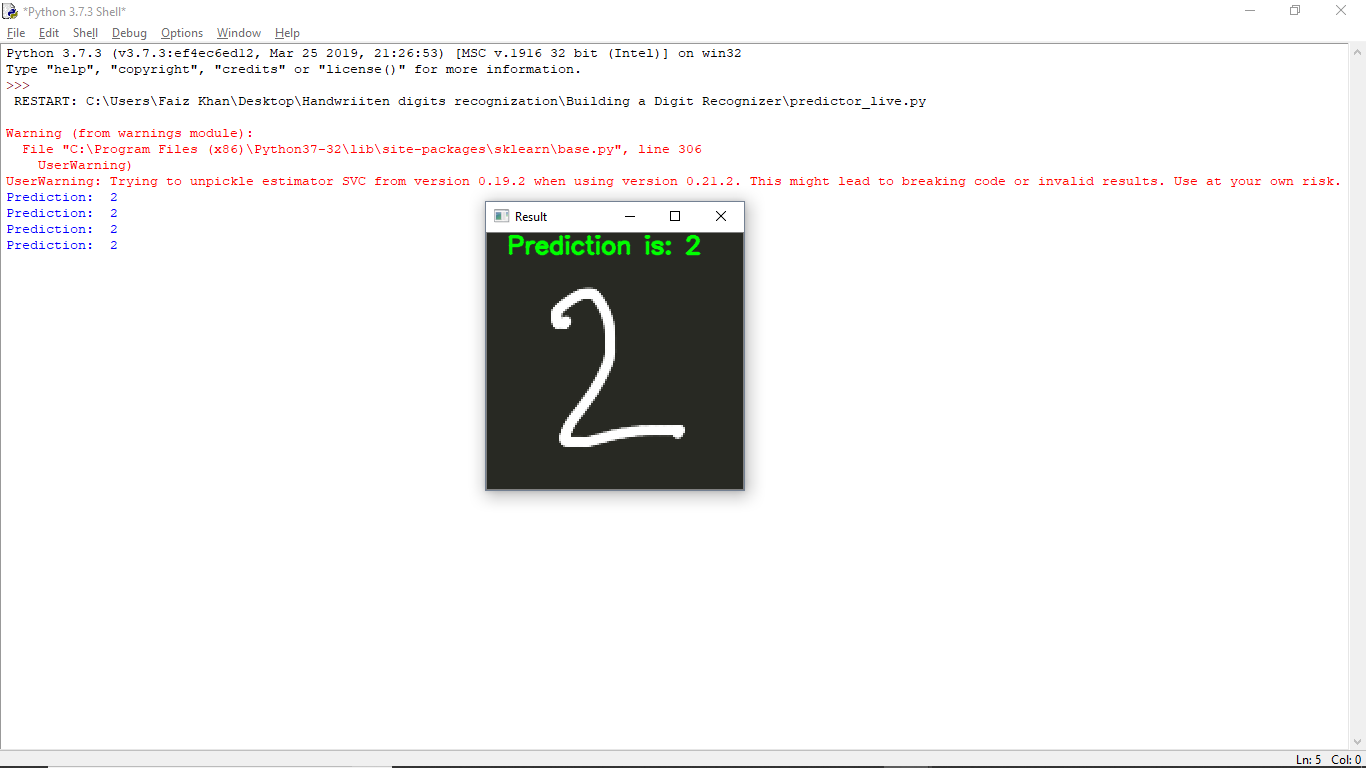 *Python 3.7.3 Shell*
File Edit Shell Debug Options Window Help
Python 3.7.3 (v3.7.3:ef4ec6ed12, Mar 25 2019, 21:26:53) [MSC v.1916 32 bit (Intel)] on win32
Type "help", "copyright", "credits" or "license()" for more information.
>>>
RESTART: C:\Users\Faiz Khan\Desktop\Handwriiten digits recognization\Building a Digit Recognizer\predictor_live.py
Warning (from warnings module):
File "C:\Program Files (x86)\Python37-32\lib\site-packages\sklearn\base.py", line 306
UserWarning)
UserWarning: Trying to unpickle estimator SVC from version 0.19.2 when using version 0.21.2. This might lead to breaking code or invalid results. Use at your own risk.
Prediction: 2
Prediction: 2
Prediction: 2
Prediction: 2
Result
Prediction is: 2
2
Ln: 5 Col: 0